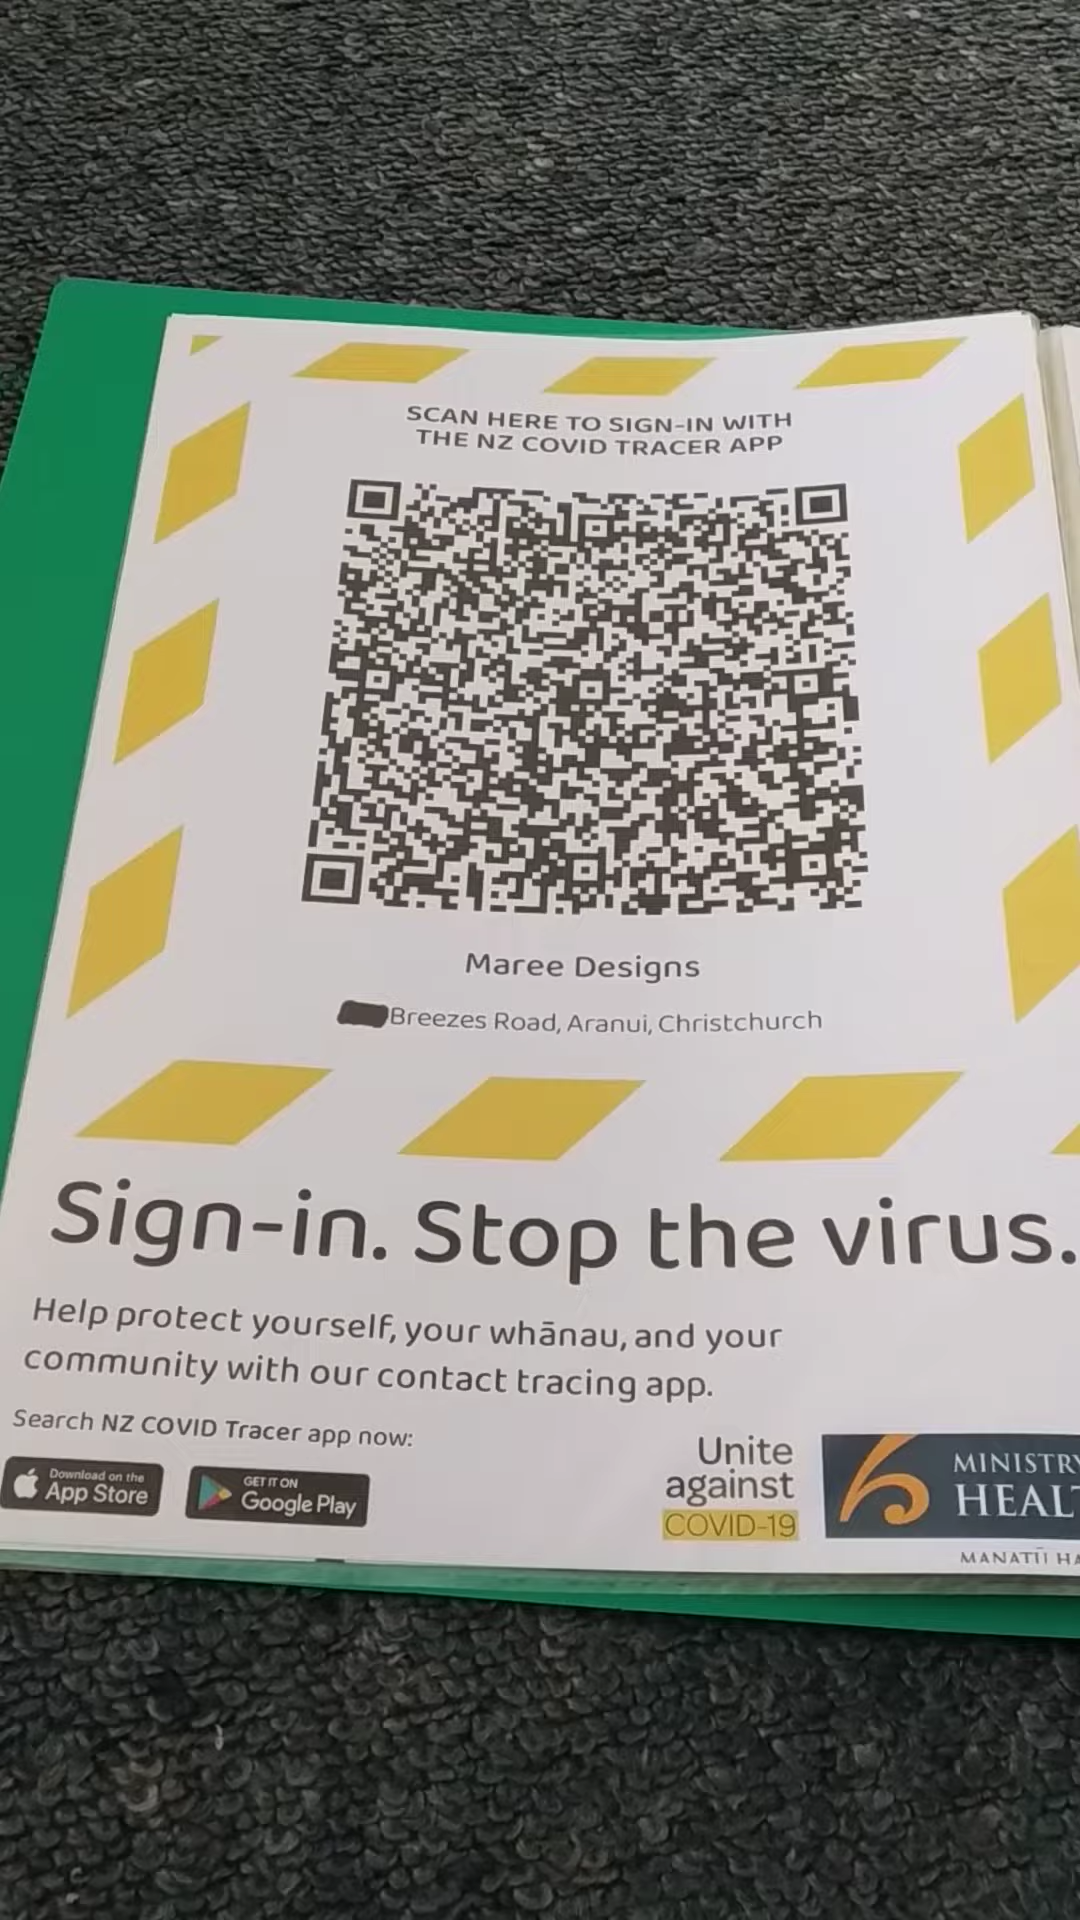 SCAN HERE TO SIGN-IN WITH
THE NZ COVID TRACER APP
Maree Designs
Breezes Road, Aranui, Christchurch
Sign-in. Stop the virus.
Help protect yourself, your whānau, and your
community with our contact tracing app.
Search NZ COVID Tracer app now:
Download on the
App Store
GET IT ON
Google Play
Unite
against
COVID-19
MINISTRY